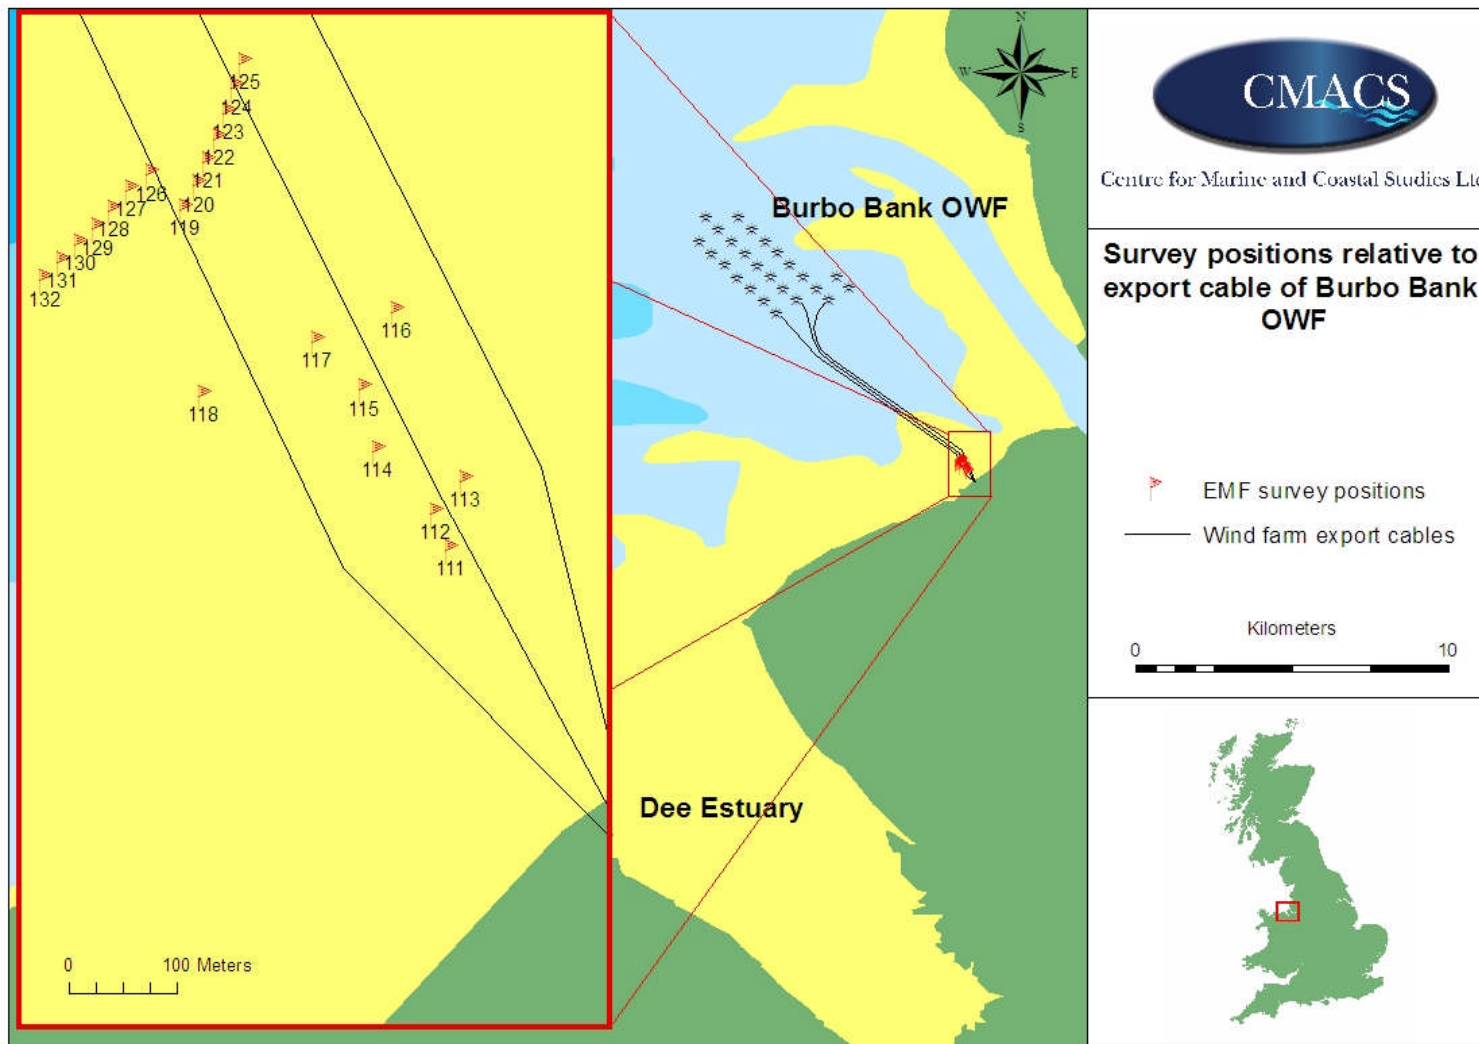 125
124
123
122
121
120
119
126
127
128
129
130
131
132
116
117
115
118
114
113
112
111
0 100 Meters
N
W E
S
Burbo Bank OWF
Dee Estuary
CMACS
Centre for Marine and Coastal Studies Ltd
Survey positions relative to
export cable of Burbo Bank
OWF
EMF survey positions
Wind farm export cables
Kilometers
0 10